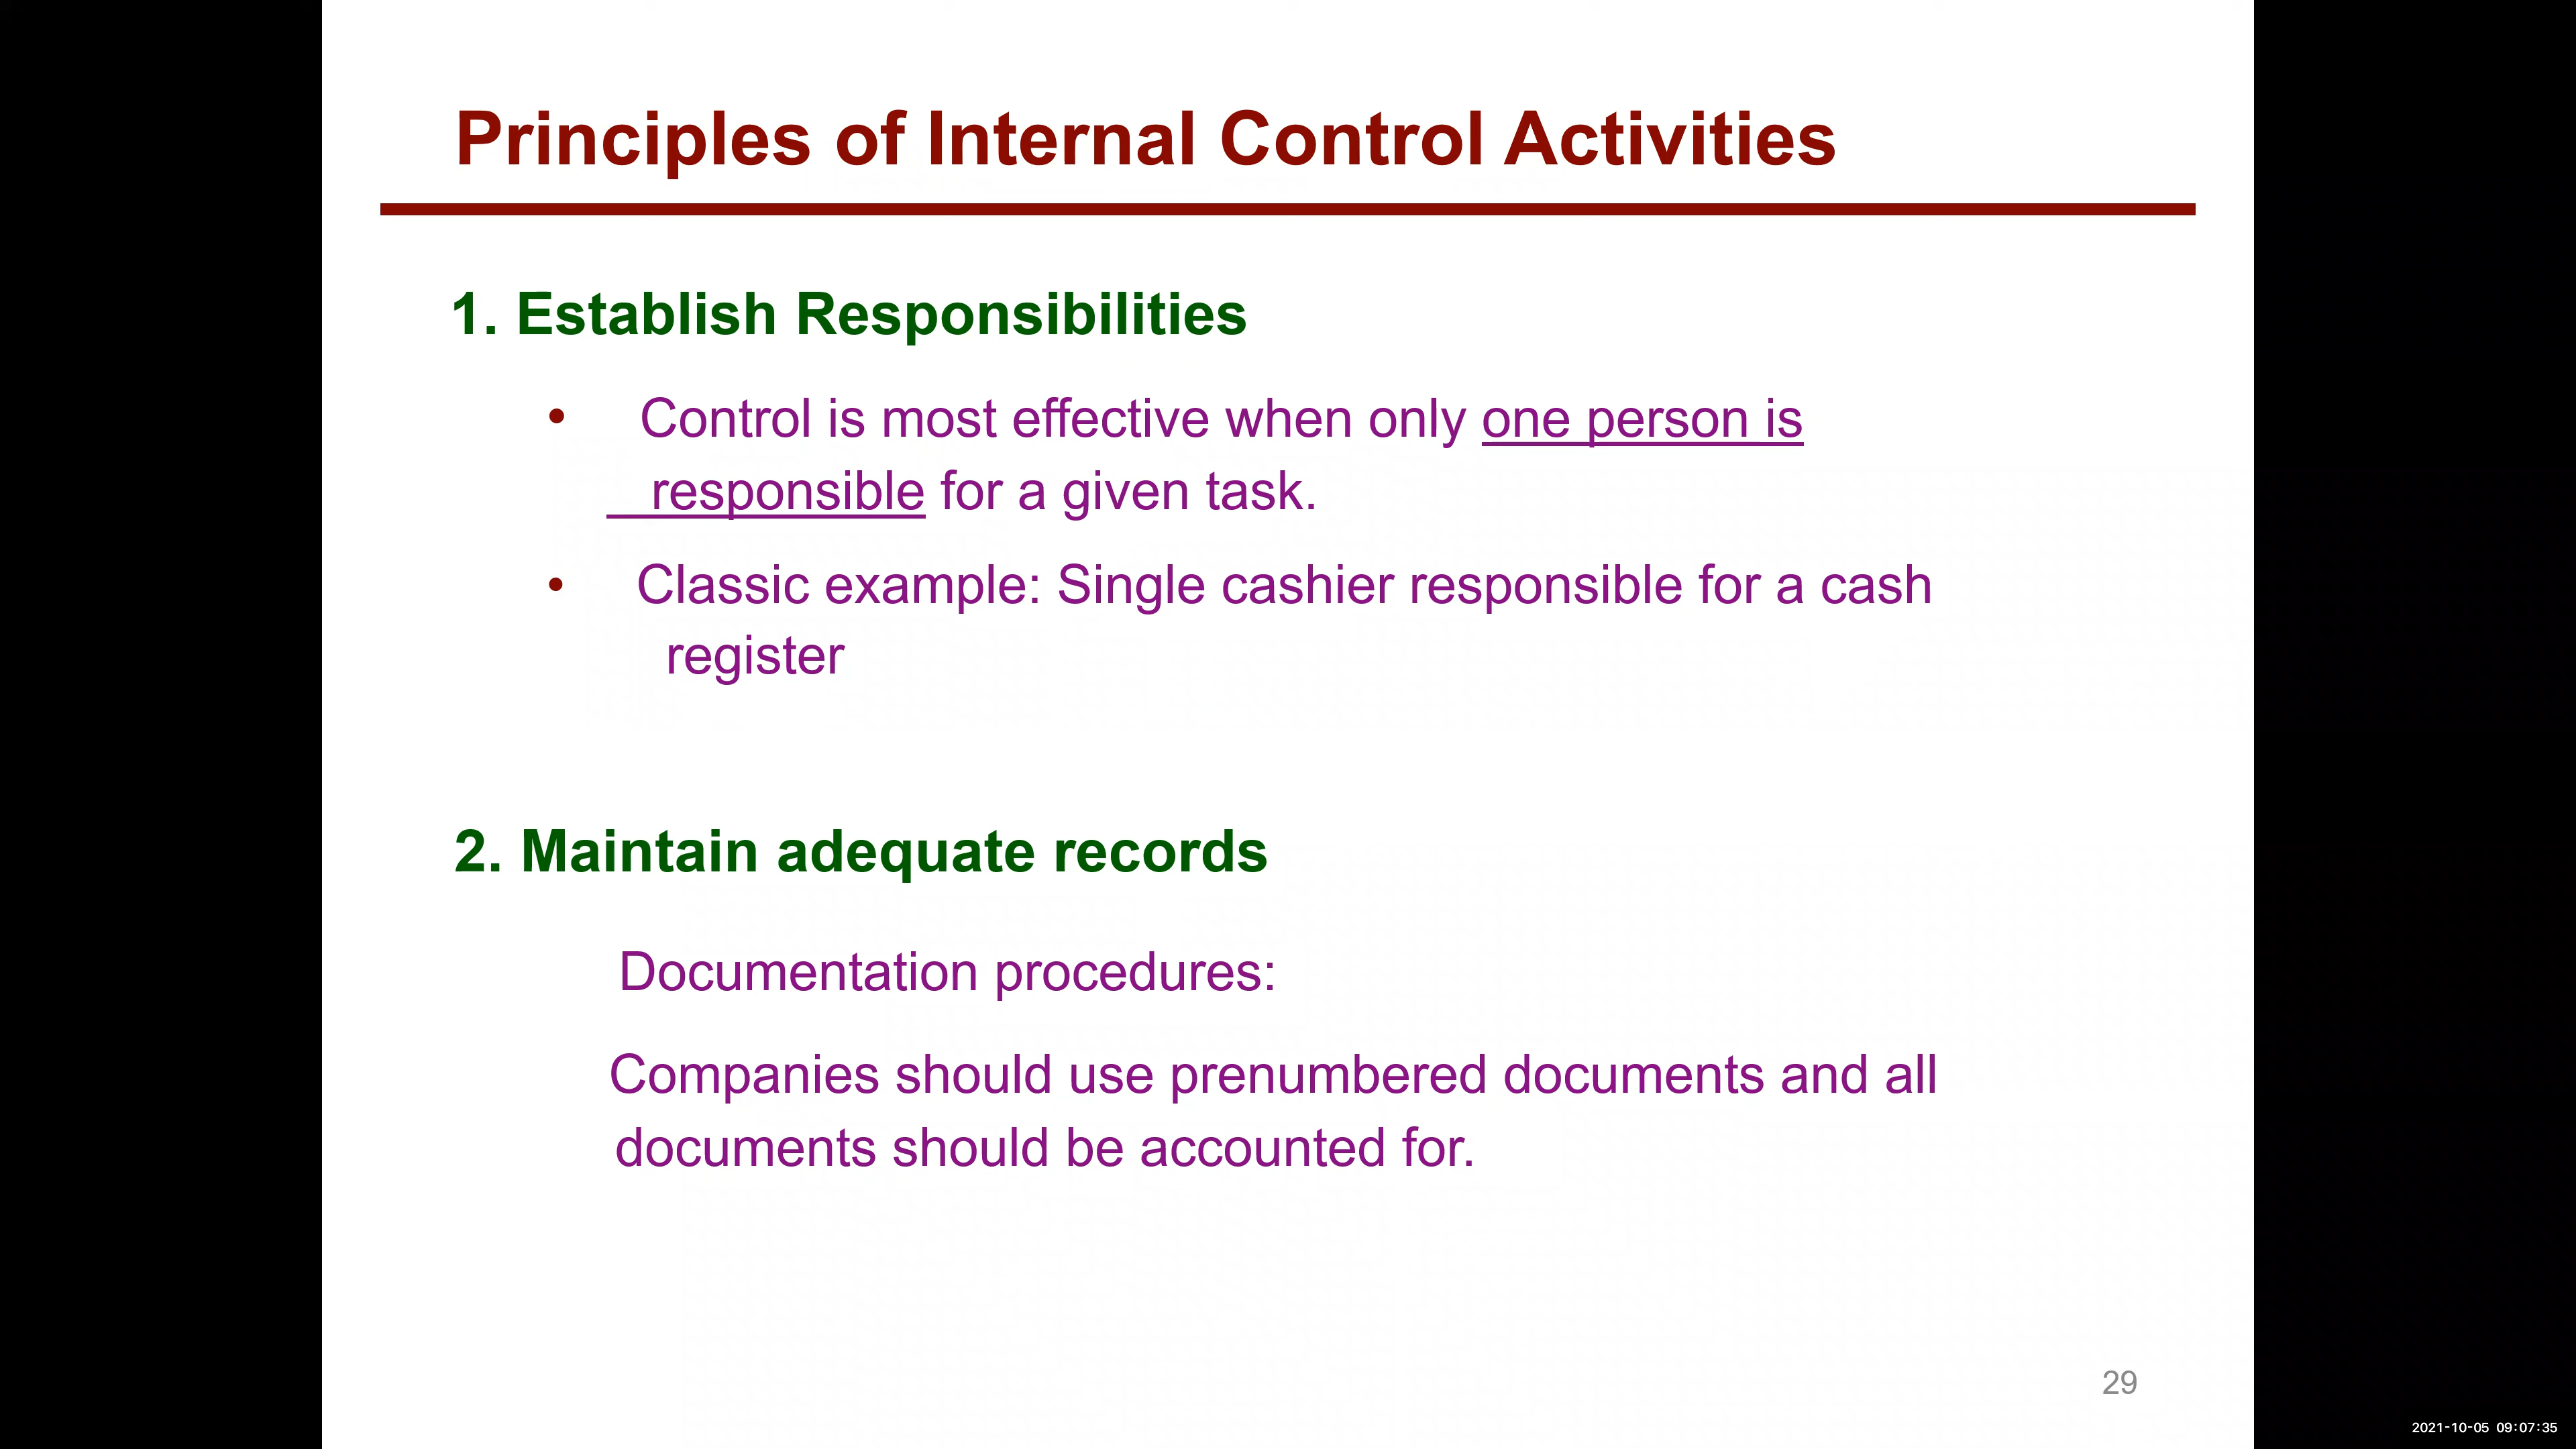 Principles of Internal Control Activities
1. Establish Responsibilities
• Control is most effective when only one person is
responsible for a given task.
• Classic example: Single cashier responsible for a cash
register
2. Maintain adequate records
Documentation procedures:
Companies should use prenumbered documents and all
documents should be accounted for.
29
2021-10-05 09:07:35